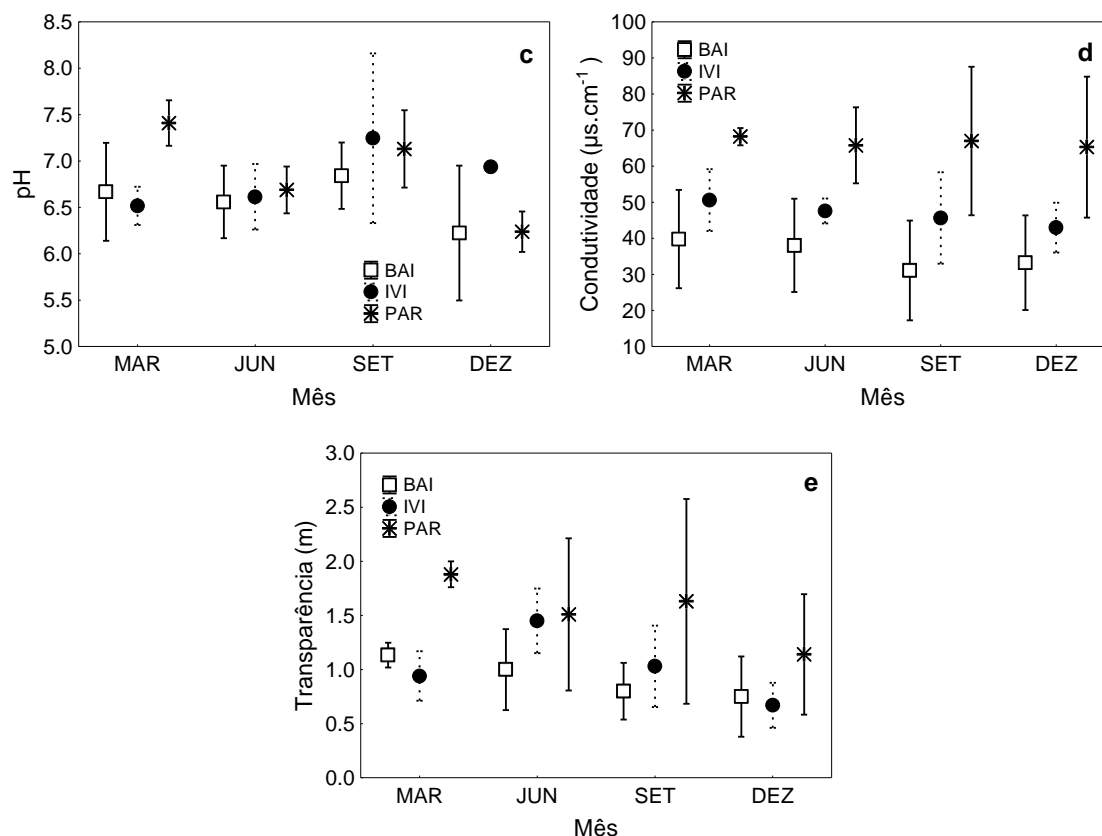 8.5
8.0
7.5
7.0
6.5
6.0
5.5
5.0
pH
c
BAI
IVI
PAR
MAR JUN SET DEZ
Mês
100
90
80
70
60
50
40
30
20
10
Condutividade (µs.cm⁻¹)
d
BAI
IVI
PAR
MAR JUN SET DEZ
Mês
3.0
2.5
2.0
1.5
1.0
0.5
0.0
Transparência (m)
e
BAI
IVI
PAR
MAR JUN SET DEZ
Mês